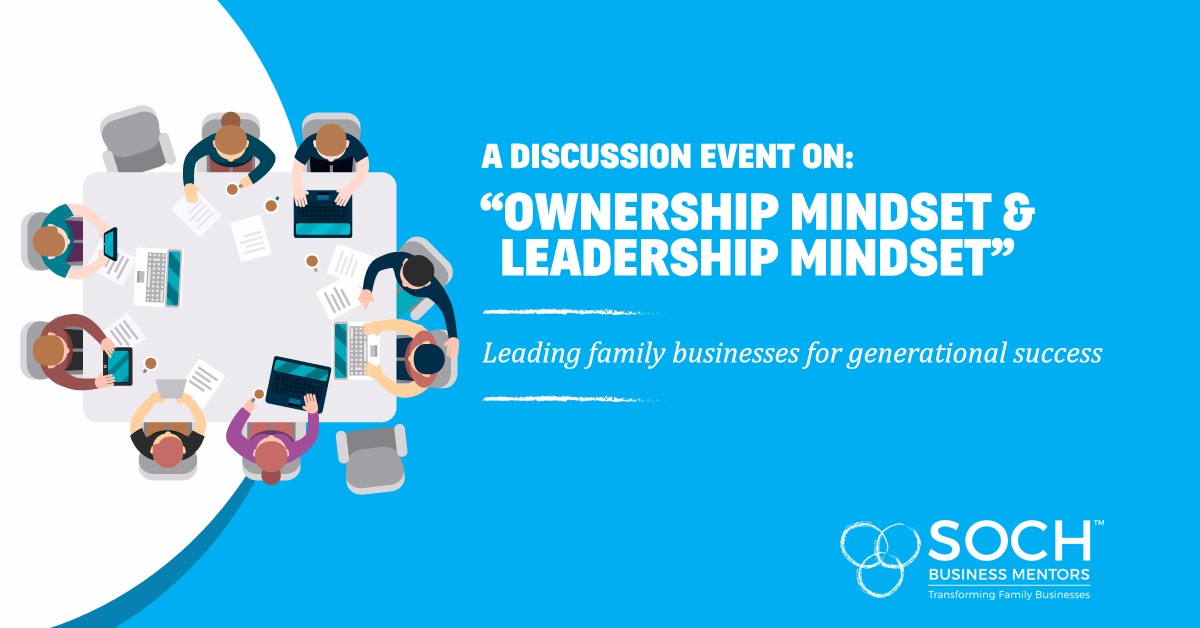 A DISCUSSION EVENT ON:
“OWNERSHIP MINDSET &
LEADERSHIP MINDSET”
Leading family businesses for generational success
SOCH™
BUSINESS MENTORS
Transforming Family Businesses